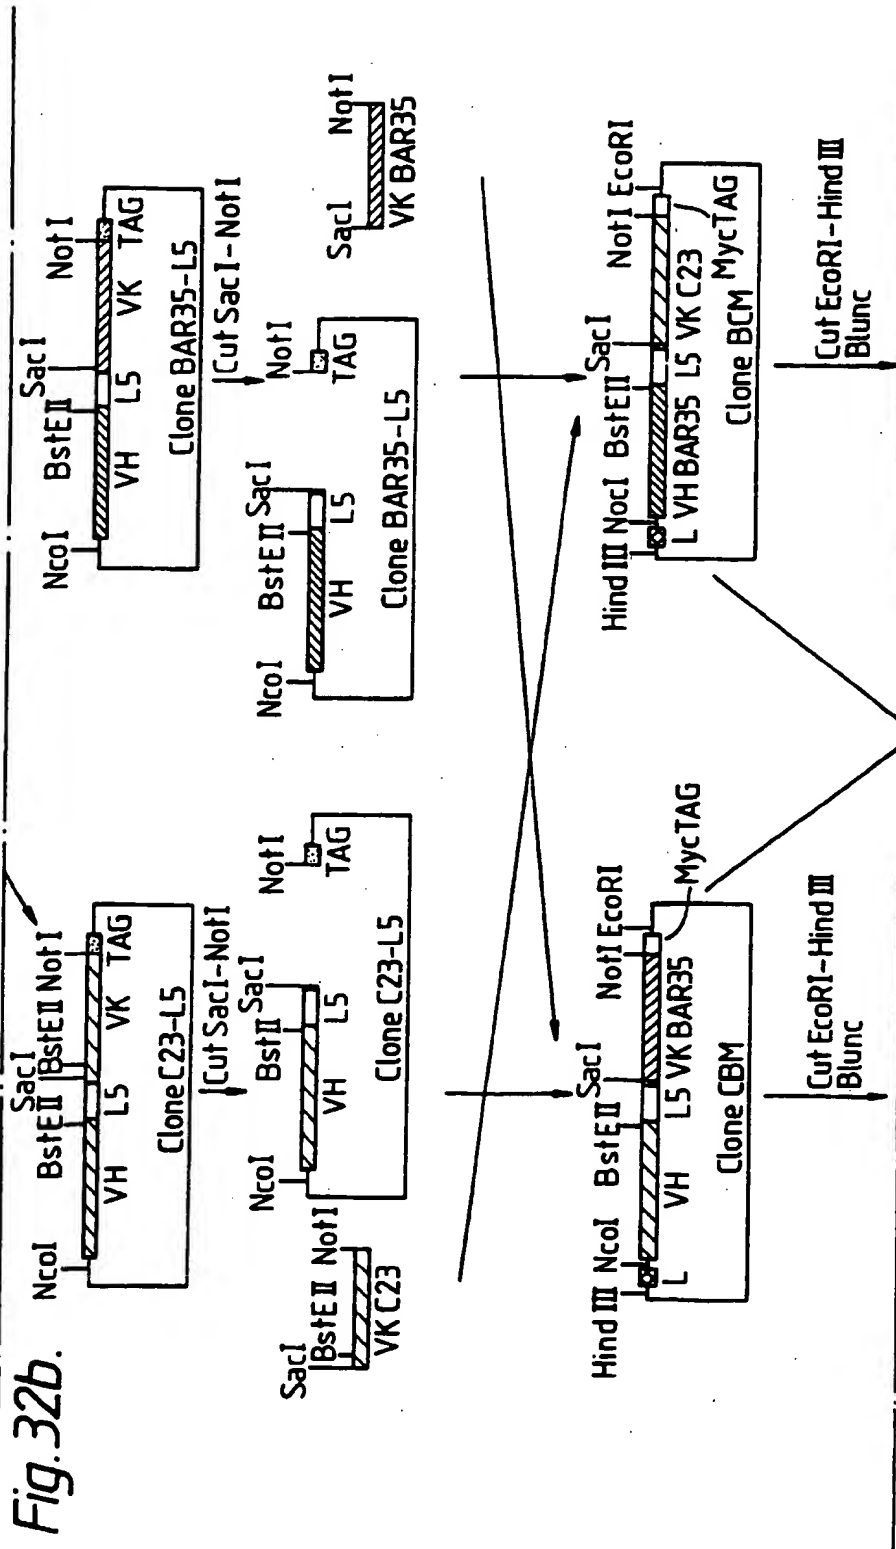 Fig. 32b.
NcoI BstEII SacI BstEII NotI
VH L5 VK TAG
Clone C23-L5
Cut SacI-NotI
NcoI BstEII SacI NotI
VH L5 VK TAG
Clone BAR35-L5
Cut SacI-NotI
SacI BstEII NotI
VK C23
NcoI BstII SacI NotI
VH L5 TAG
Clone C23-L5
NcoI BstEII SacI NotI
VH L5 TAG
Clone BAR35-L5
SacI NotI
VK BAR35
Hind III NcoI BstEII SacI NotI EcoRI
L VH L5 VK BAR35
MycTAG
Clone CBM
Cut EcoRI-Hind III
Blunc
Hind III NocI BstEII SacI NotI EcoRI
L VH BAR35 L5 VK C23
MycTAG
Clone BCM
Cut EcoRI-Hind III
Blunc